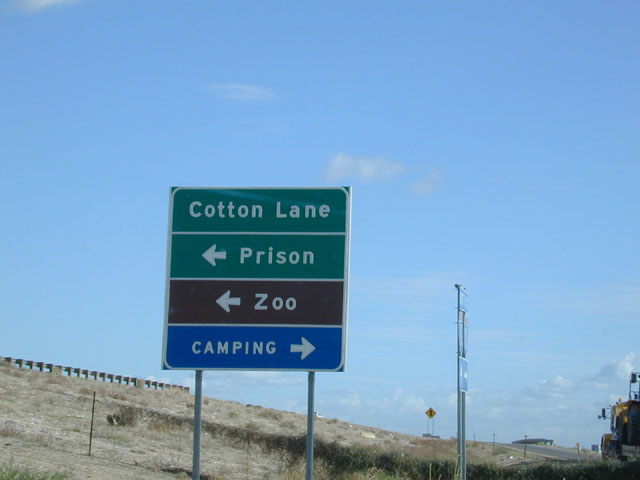 Cotton Lane
← Prison
← Zoo
CAMPING →